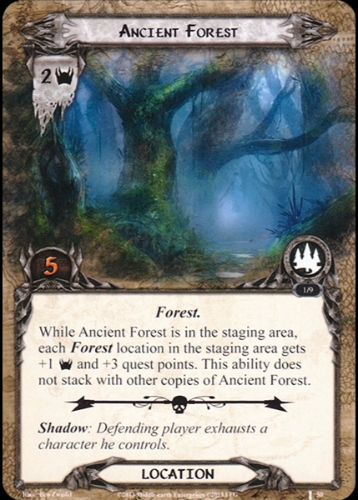 ANCIENT FOREST
2
5
1/9
Forest.
While Ancient Forest is in the staging area,
each Forest location in the staging area gets
+1 and +3 quest points. This ability does
not stack with other copies of Ancient Forest.
Shadow: Defending player exhausts a
character he controls.
LOCATION